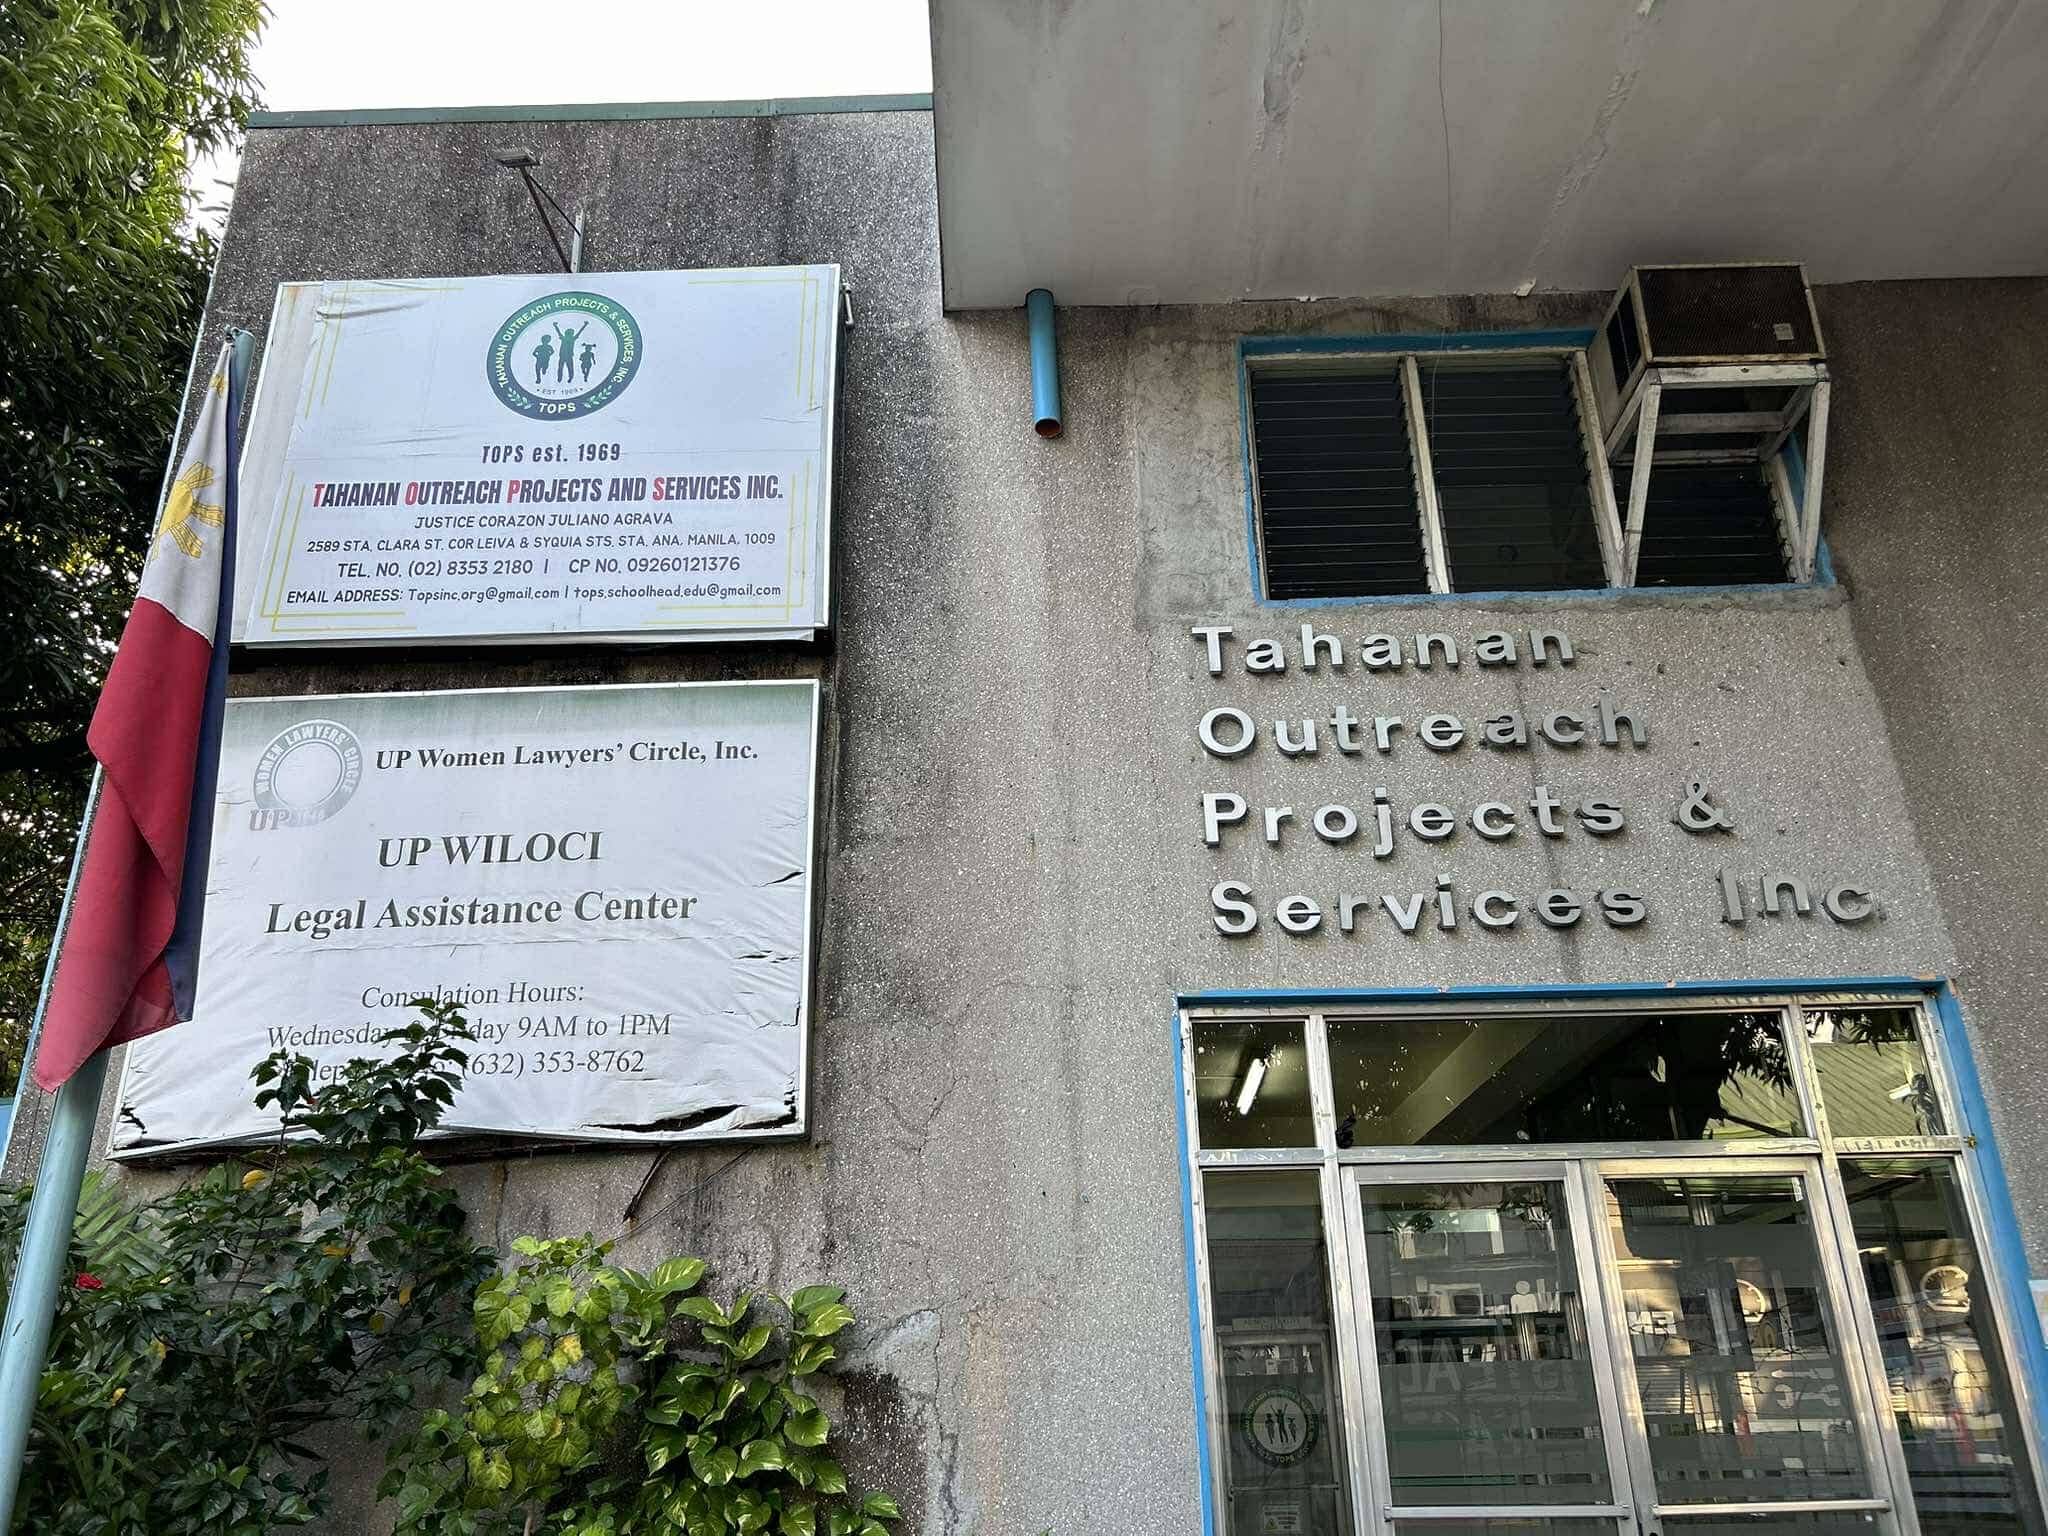 TAHANAN OUTREACH PROJECTS & SERVICES INC.
• EST 1969 •
TOPS
TOPS est. 1969
TAHANAN OUTREACH PROJECTS AND SERVICES INC.
JUSTICE CORAZON JULIANO AGRAVA
2589 STA. CLARA ST. COR LEIVA & SYQUIA STS. STA. ANA. MANILA. 1009
TEL. NO. (02) 8353 2180 | CP NO. 09260121376
EMAIL ADDRESS: Topsinc.org@gmail.com | tops.schoolhead.edu@gmail.com
WOMEN LAWYERS' CIRCLE
UP
UP Women Lawyers' Circle, Inc.
UP WILOCI
Legal Assistance Center
Consulation Hours:
Wednesday 9AM to 1PM
(632) 353-8762
Tahanan
Outreach
Projects &
Services Inc.
TOPS